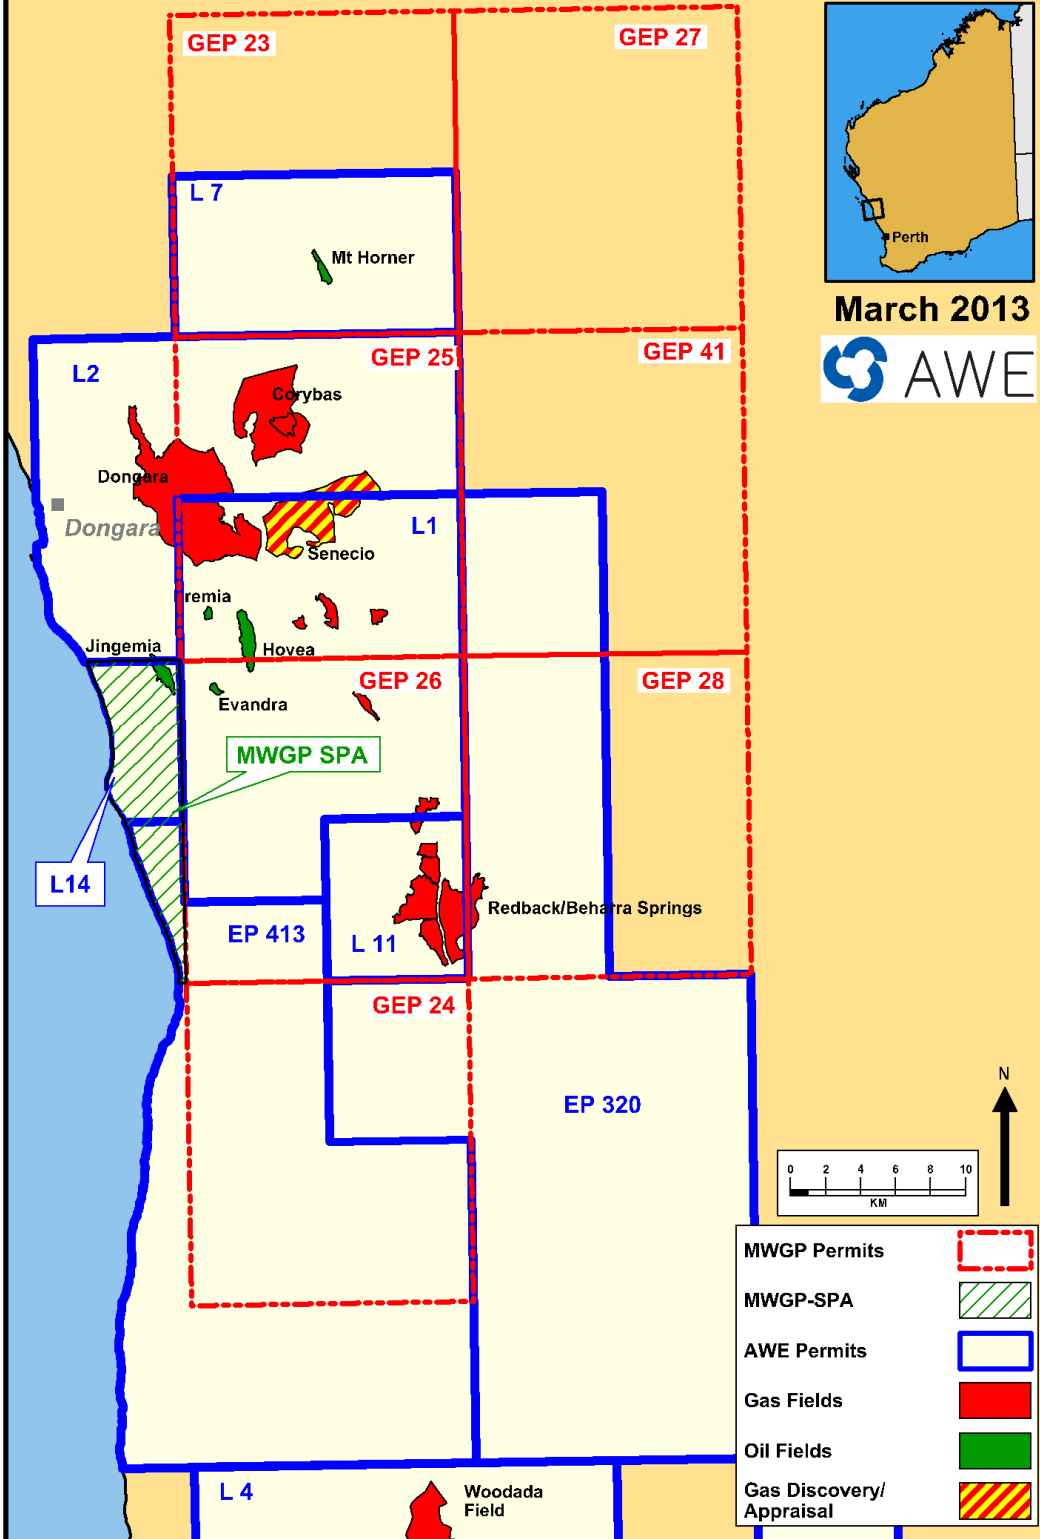 GEP 23
GEP 27
L 7
Mt Horner
Perth
March 2013
AWE
GEP 25
GEP 41
L2
Corybas
Dongara
Dongara
L1
Senecio
remia
Jingemia
Hovea
GEP 26
GEP 28
Evandra
MWGP SPA
L14
Redback/Beharra Springs
EP 413
L 11
GEP 24
EP 320
N
0 2 4 6 8 10
KM
MWGP Permits
MWGP-SPA
AWE Permits
Gas Fields
Oil Fields
Gas Discovery/
Appraisal
L 4
Woodada
Field